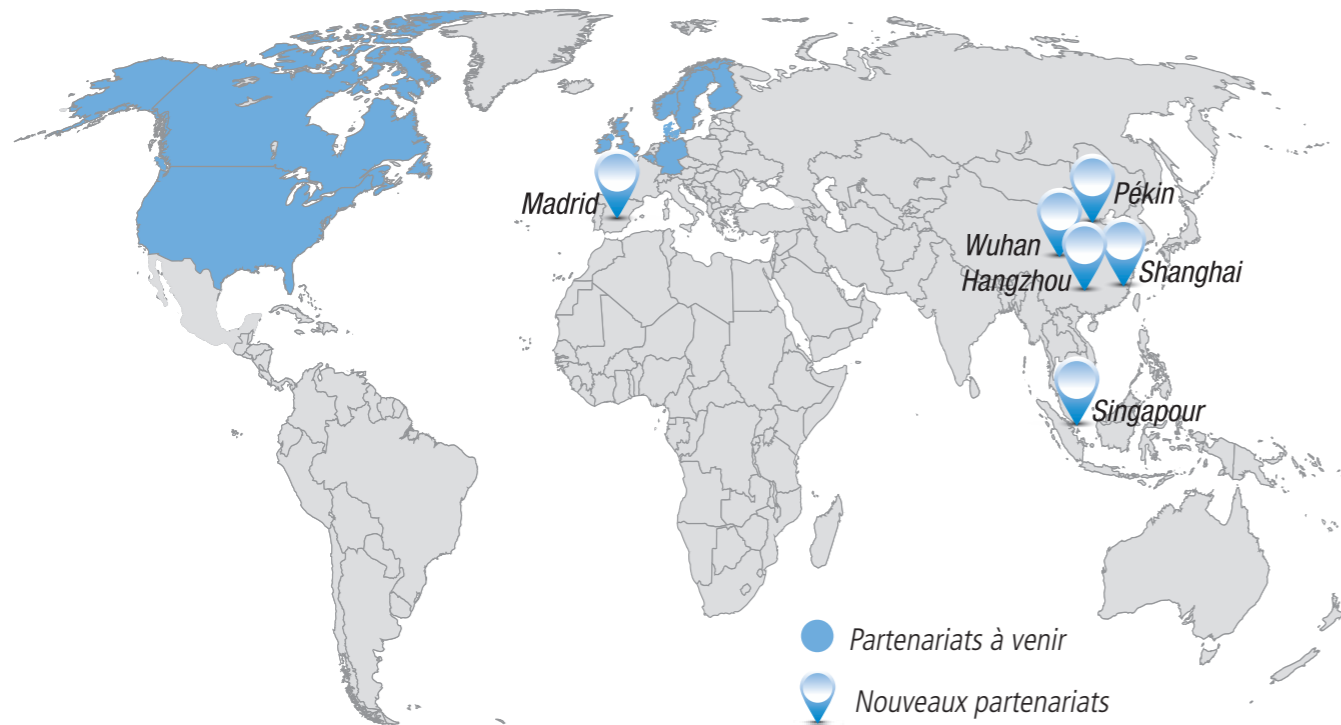 Madrid
Pékin
Wuhan
Hangzhou
Shanghai
Singapour
Partenariats à venir
Nouveaux partenariats